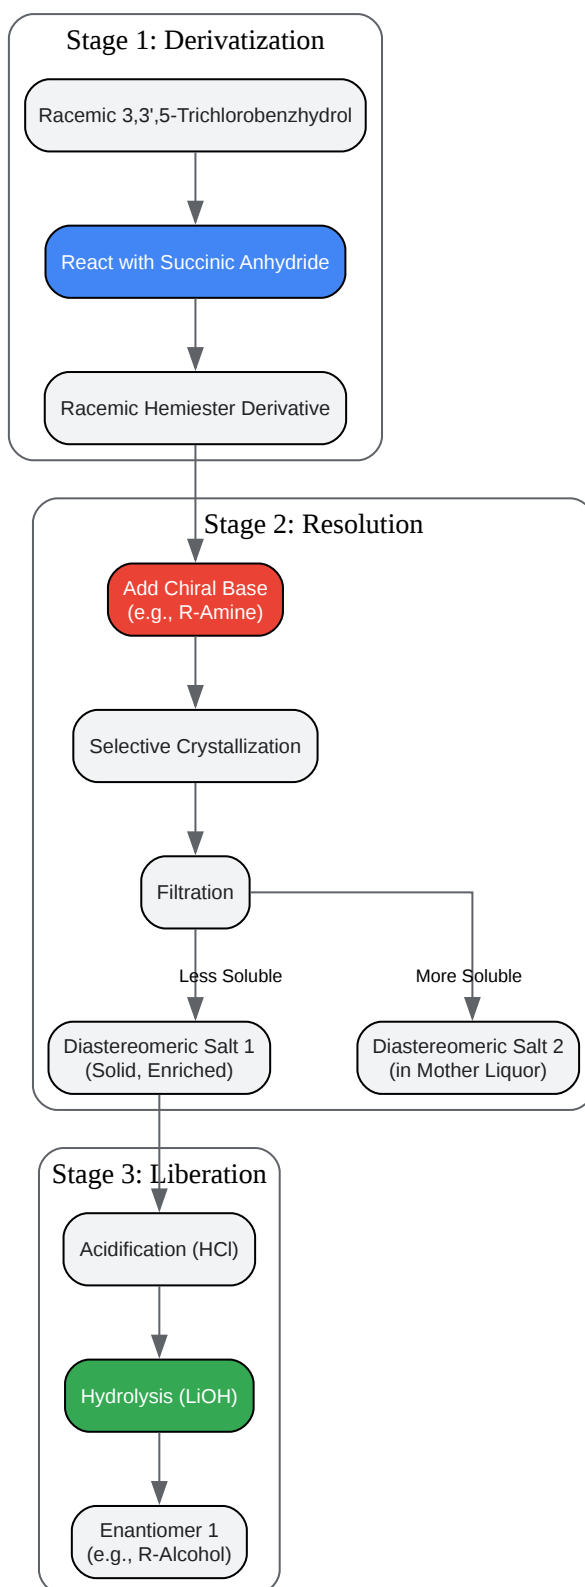 Stage 1: Derivatization
Racemic 3,3',5-Trichlorobenzhydrol
React with Succinic Anhydride
Racemic Hemiester Derivative
Stage 2: Resolution
Add Chiral Base
(e.g., R-Amine)
Selective Crystallization
Filtration
Less Soluble
More Soluble
Diastereomeric Salt 1
(Solid, Enriched)
Diastereomeric Salt 2
(in Mother Liquor)
Stage 3: Liberation
Acidification (HCl)
Hydrolysis (LiOH)
Enantiomer 1
(e.g., R-Alcohol)